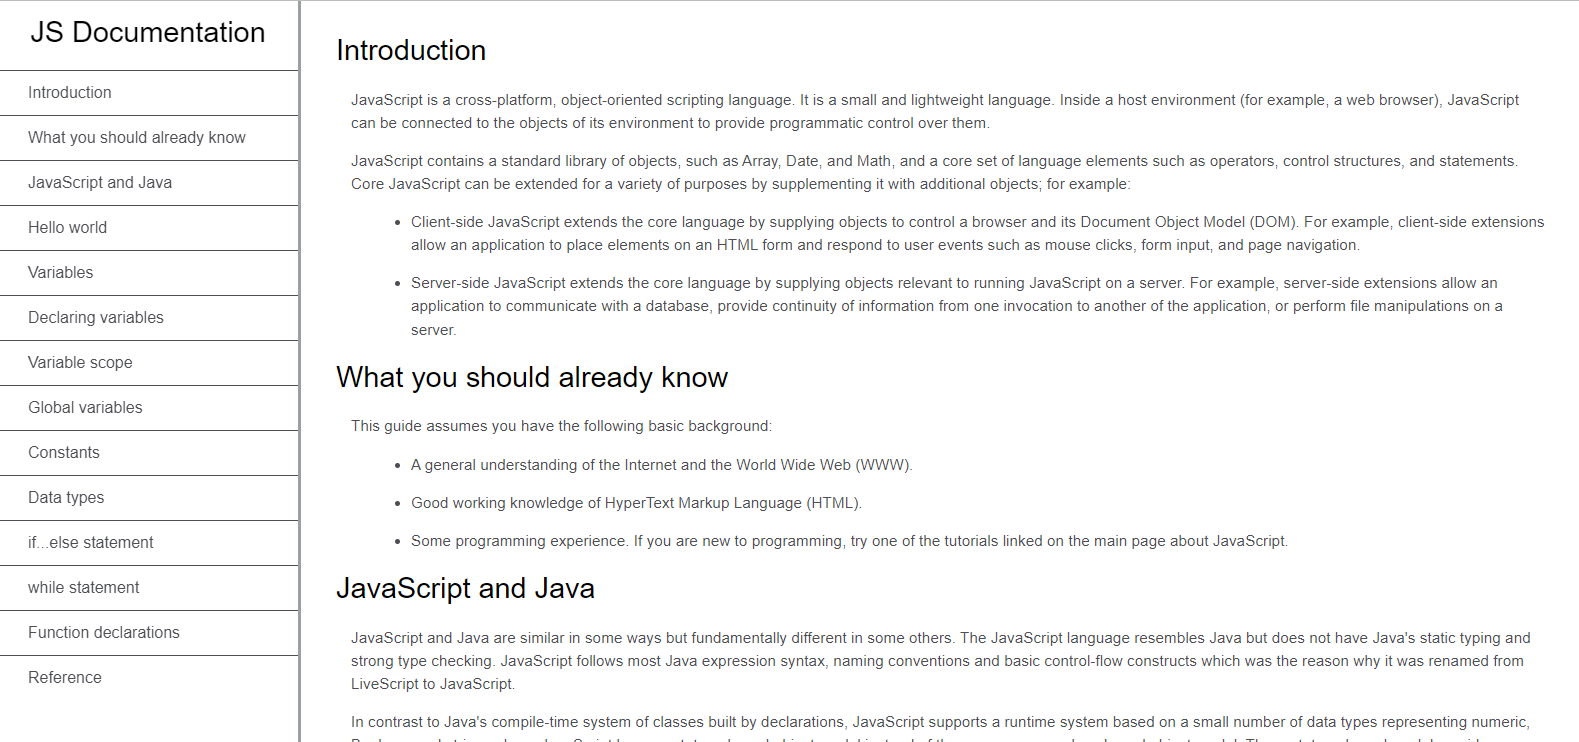 JS Documentation
Introduction
What you should already know
JavaScript and Java
Hello world
Variables
Declaring variables
Variable scope
Global variables
Constants
Data types
if...else statement
while statement
Function declarations
Reference
Introduction
JavaScript is a cross-platform, object-oriented scripting language. It is a small and lightweight language. Inside a host environment (for example, a web browser), JavaScript
can be connected to the objects of its environment to provide programmatic control over them.
JavaScript contains a standard library of objects, such as Array, Date, and Math, and a core set of language elements such as operators, control structures, and statements.
Core JavaScript can be extended for a variety of purposes by supplementing it with additional objects; for example:
• Client-side JavaScript extends the core language by supplying objects to control a browser and its Document Object Model (DOM). For example, client-side extensions
allow an application to place elements on an HTML form and respond to user events such as mouse clicks, form input, and page navigation.
• Server-side JavaScript extends the core language by supplying objects relevant to running JavaScript on a server. For example, server-side extensions allow an
application to communicate with a database, provide continuity of information from one invocation to another of the application, or perform file manipulations on a
server.
What you should already know
This guide assumes you have the following basic background:
• A general understanding of the Internet and the World Wide Web (WWW).
• Good working knowledge of HyperText Markup Language (HTML).
• Some programming experience. If you are new to programming, try one of the tutorials linked on the main page about JavaScript.
JavaScript and Java
JavaScript and Java are similar in some ways but fundamentally different in some others. The JavaScript language resembles Java but does not have Java's static typing and
strong type checking. JavaScript follows most Java expression syntax, naming conventions and basic control-flow constructs which was the reason why it was renamed from
LiveScript to JavaScript.
In contrast to Java's compile-time system of classes built by declarations, JavaScript supports a runtime system based on a small number of data types representing numeric,